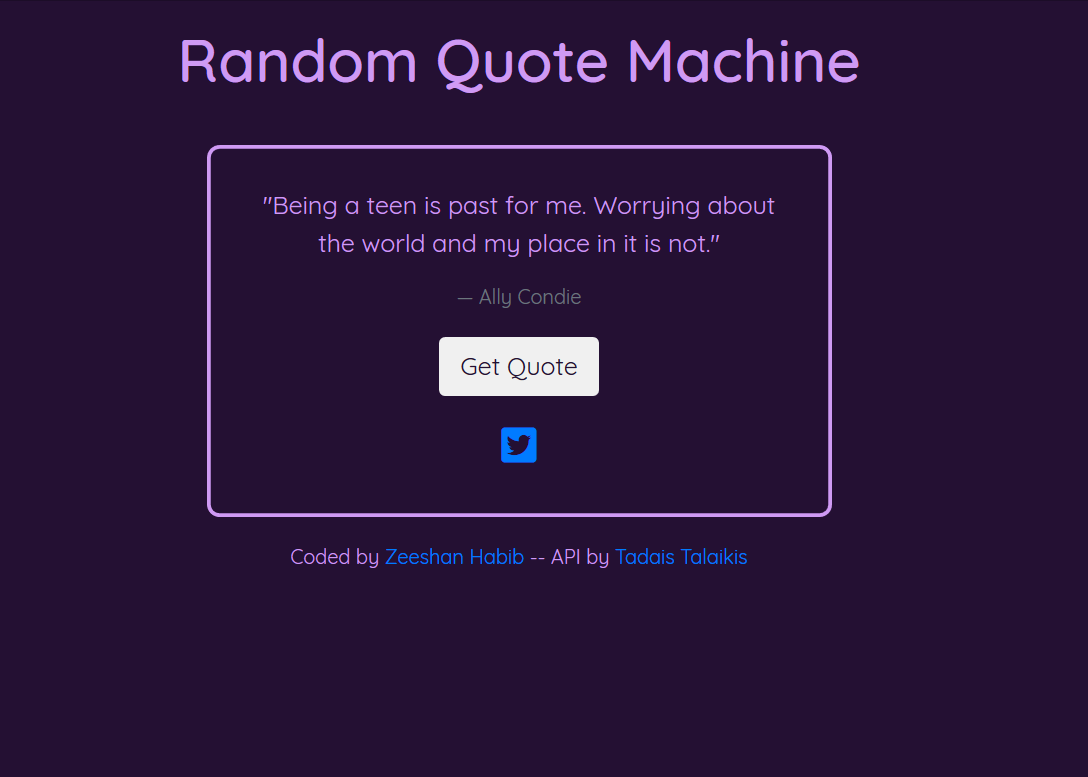 Random Quote Machine
"Being a teen is past for me. Worrying about
the world and my place in it is not."
— Ally Condie
Get Quote
Coded by Zeeshan Habib -- API by Tadais Talaikis